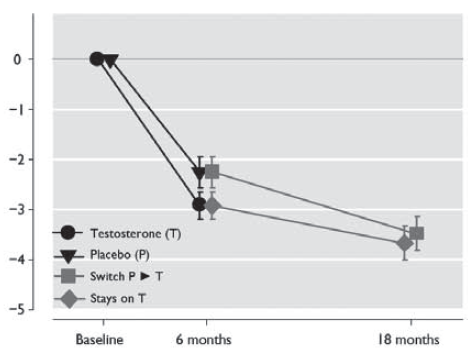 0
−1
−2
−3
−4
−5
Testosterone (T)
Placebo (P)
Switch P ► T
Stays on T
Baseline 6 months 18 months